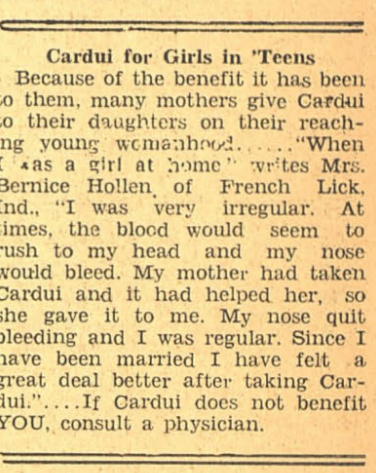 Cardui for Girls in 'Teens
Because of the benefit it has been
to them, many mothers give Cardui
to their daughters on their reach-
ing young womanhood......"When
I was a girl at home" writes Mrs.
Bernice Hollen, of French Lick,
Ind., "I was very irregular. At
times, the blood would seem to
rush to my head and my nose
would bleed. My mother had taken
Cardui and it had helped her, so
she gave it to me. My nose quit
bleeding and I was regular. Since I
have been married I have felt a
great deal better after taking Car-
dui."....If Cardui does not benefit
YOU, consult a physician.